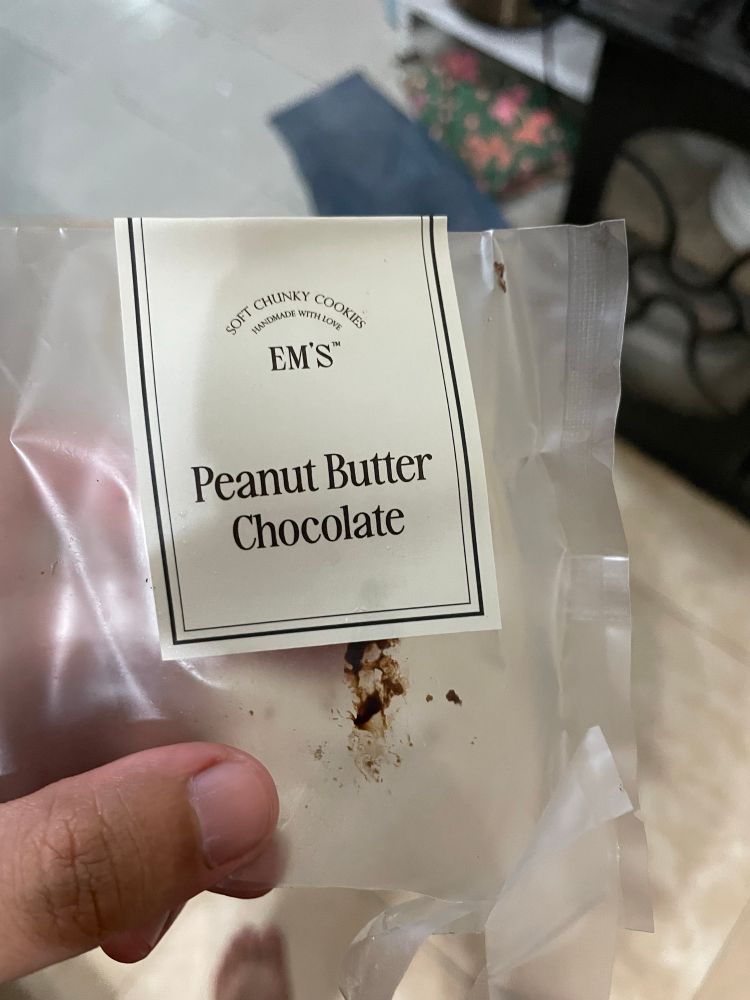 SOFT CHUNKY COOKIES
HANDMADE WITH LOVE
EM'S™
Peanut Butter
Chocolate